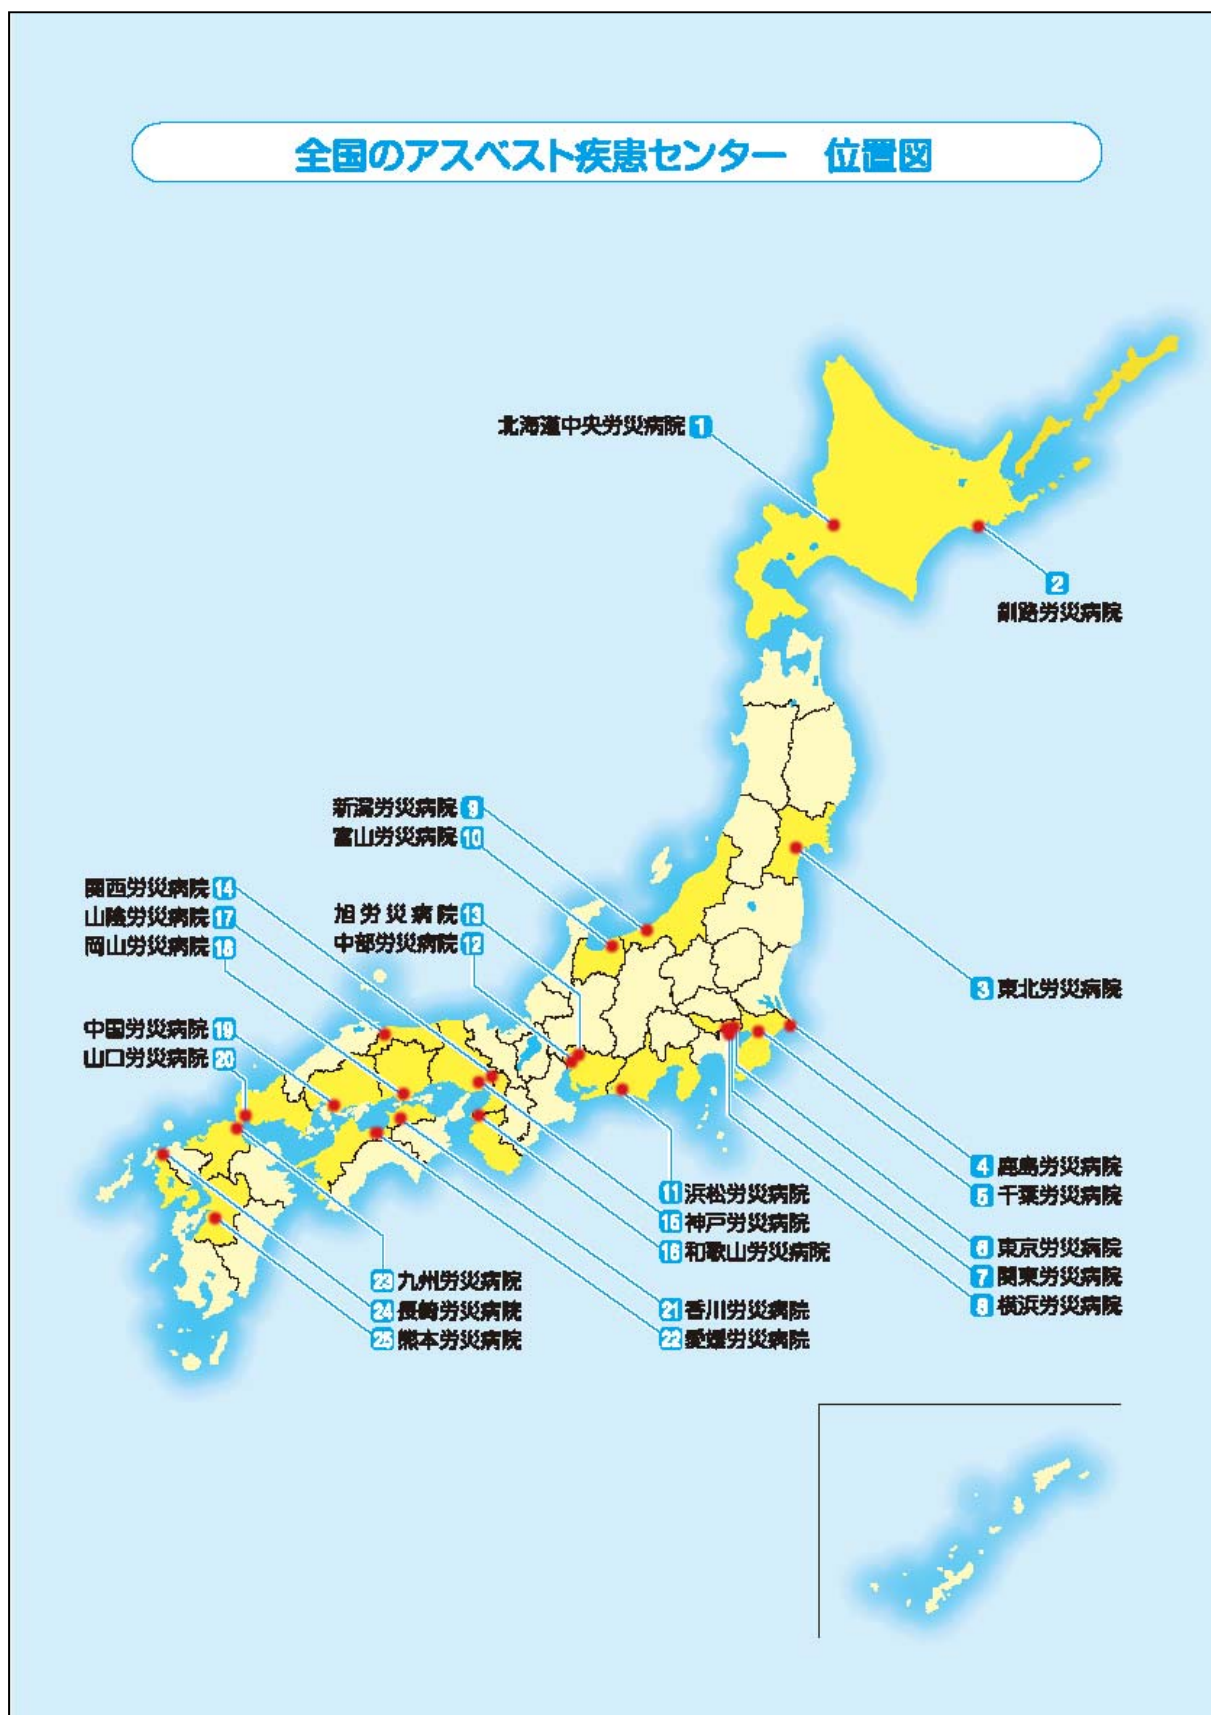 全国のアスベスト疾患センター　位置図
北海道中央労災病院 1
2
釧路労災病院
新潟労災病院 9
富山労災病院 10
関西労災病院 14
山陰労災病院 17
岡山労災病院 18
旭労災病院 13
中部労災病院 12
3 東北労災病院
中国労災病院 19
山口労災病院 20
4 鹿島労災病院
5 千葉労災病院
11 浜松労災病院
15 神戸労災病院
16 和歌山労災病院
6 東京労災病院
7 関東労災病院
8 横浜労災病院
23 九州労災病院
24 長崎労災病院
25 熊本労災病院
21 香川労災病院
22 愛媛労災病院